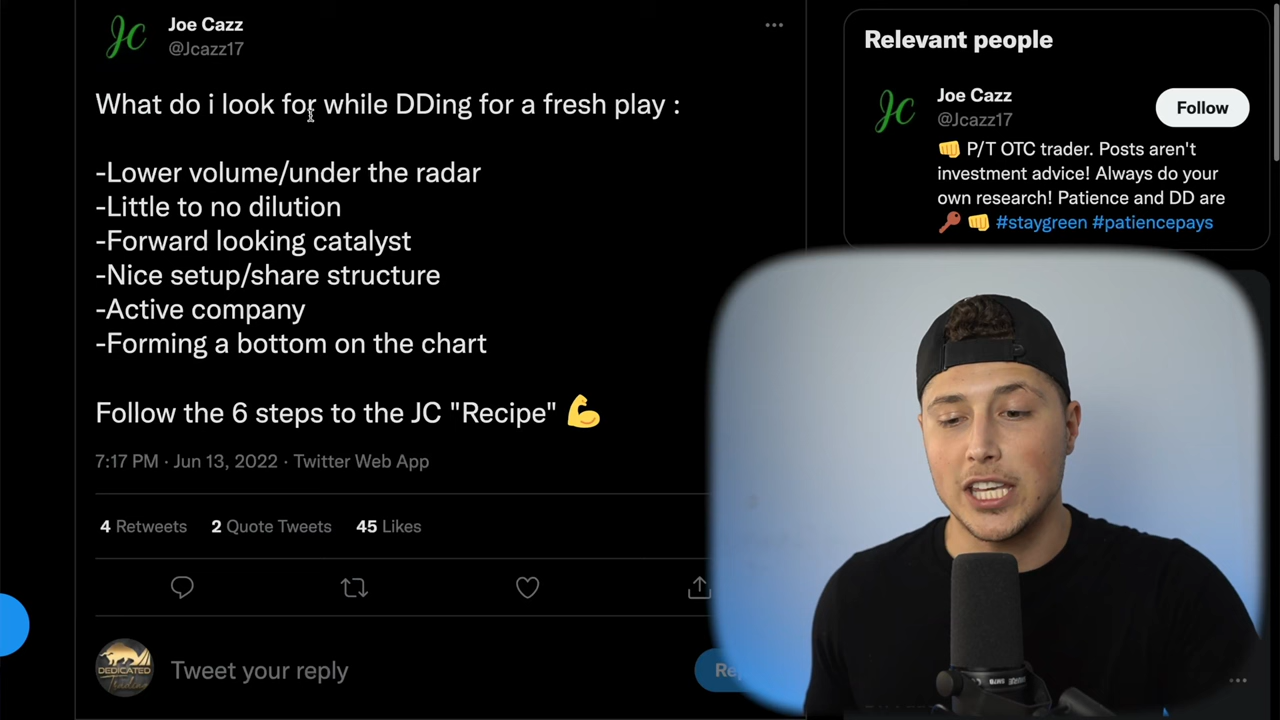 JC
Joe Cazz
@Jcazz17
What do i look for while DDing for a fresh play :
-Lower volume/under the radar
-Little to no dilution
-Forward looking catalyst
-Nice setup/share structure
-Active company
-Forming a bottom on the chart
Follow the 6 steps to the JC "Recipe" 💪
7:17 PM · Jun 13, 2022 · Twitter Web App
4 Retweets 2 Quote Tweets 45 Likes
DEDICATED
Trading
Tweet your reply
Relevant people
JC
Joe Cazz
@Jcazz17
Follow
👊 P/T OTC trader. Posts aren't
investment advice! Always do your
own research! Patience and DD are
🔑 👊 #staygreen #patiencepays